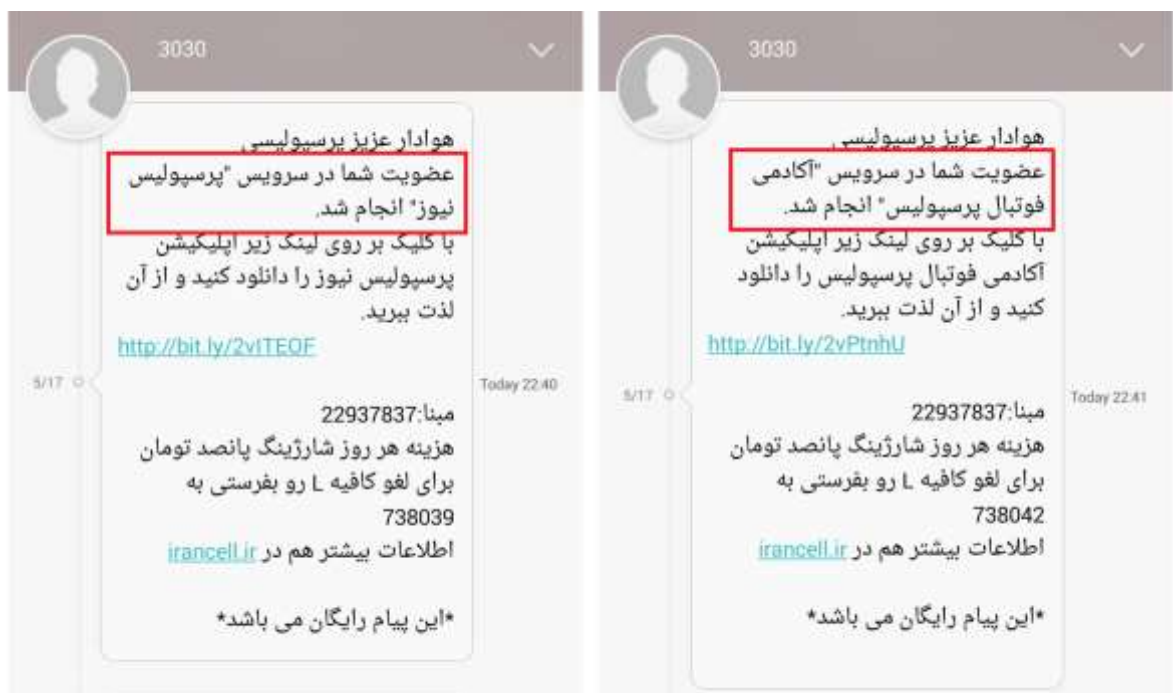 3030
هوادار عزیز پرسپولیسی
عضویت شما در سرویس "پرسپولیس
نیوز" انجام شد.
با کلیک بر روی لینک زیر اپلیکیشن
پرسپولیس نیوز را دانلود کنید و از آن
لذت ببرید.
http://bit.ly/2vITEOF
5/17
Today 22:40
مبنا:22937837
هزینه هر روز شارژینگ پانصد تومان
برای لغو کافیه L رو بفرستی به
738039
اطلاعات بیشتر هم در irancell.ir
*این پیام رایگان می باشد*
3030
هوادار عزیز پرسپولیسی
عضویت شما در سرویس "آکادمی
فوتبال پرسپولیس" انجام شد.
با کلیک بر روی لینک زیر اپلیکیشن
آکادمی فوتبال پرسپولیس را دانلود
کنید و از آن لذت ببرید.
http://bit.ly/2vPtnhU
5/17
Today 22:41
مبنا:22937837
هزینه هر روز شارژینگ پانصد تومان
برای لغو کافیه L رو بفرستی به
738042
اطلاعات بیشتر هم در irancell.ir
*این پیام رایگان می باشد*